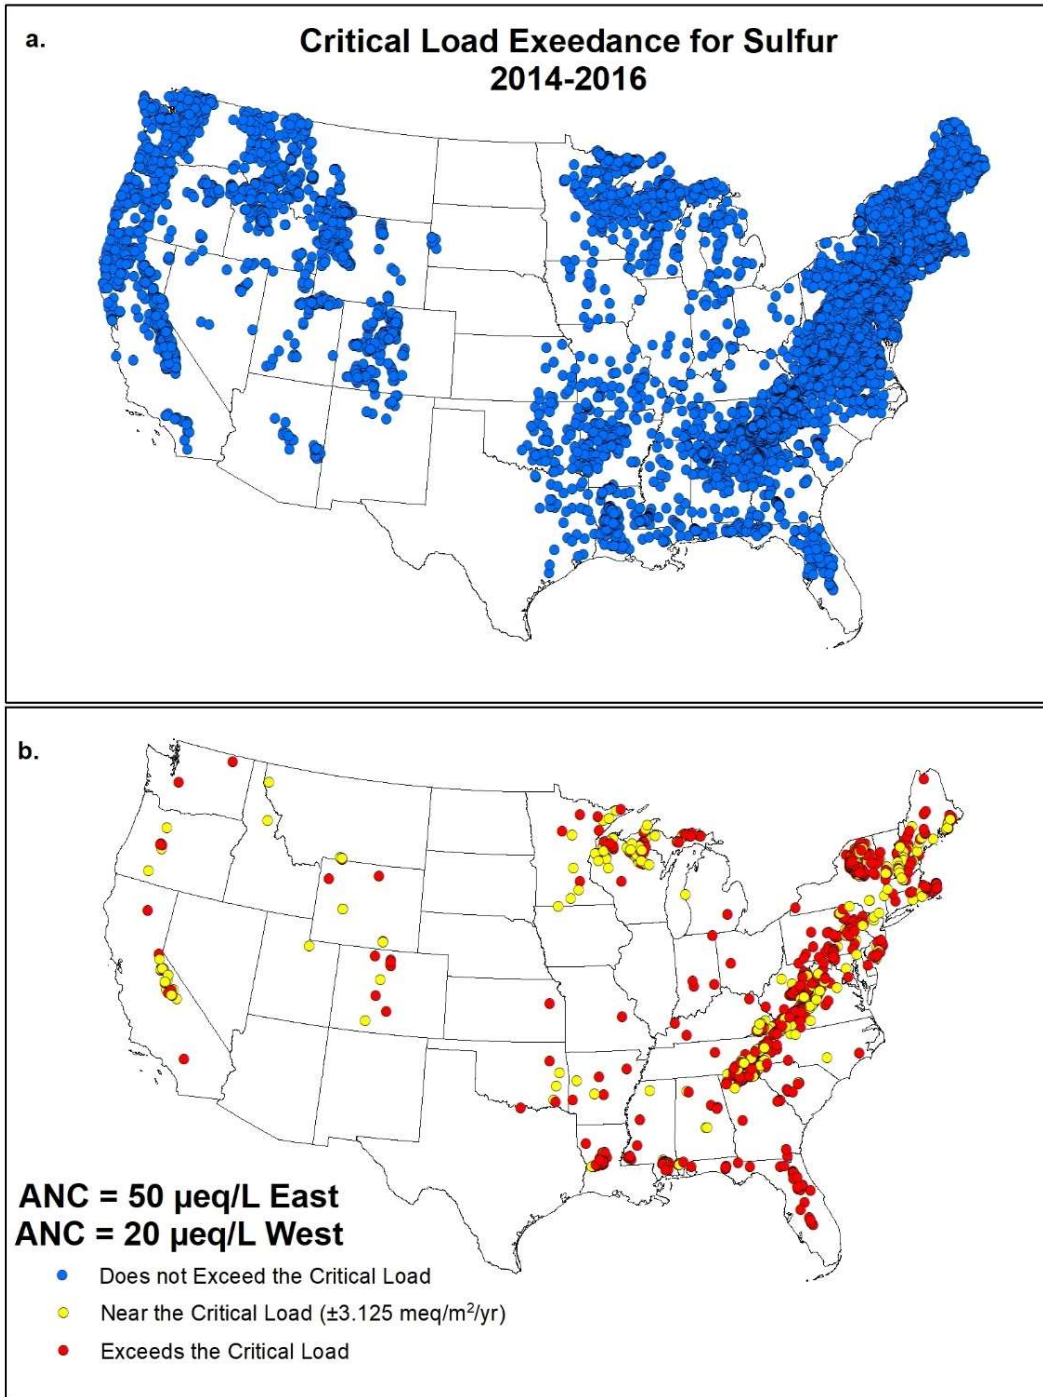 a.
Critical Load Exeedance for Sulfur
2014-2016
b.
ANC = 50 µeq/L East
ANC = 20 µeq/L West
Does not Exceed the Critical Load
Near the Critical Load (±3.125 meq/m²/yr)
Exceeds the Critical Load